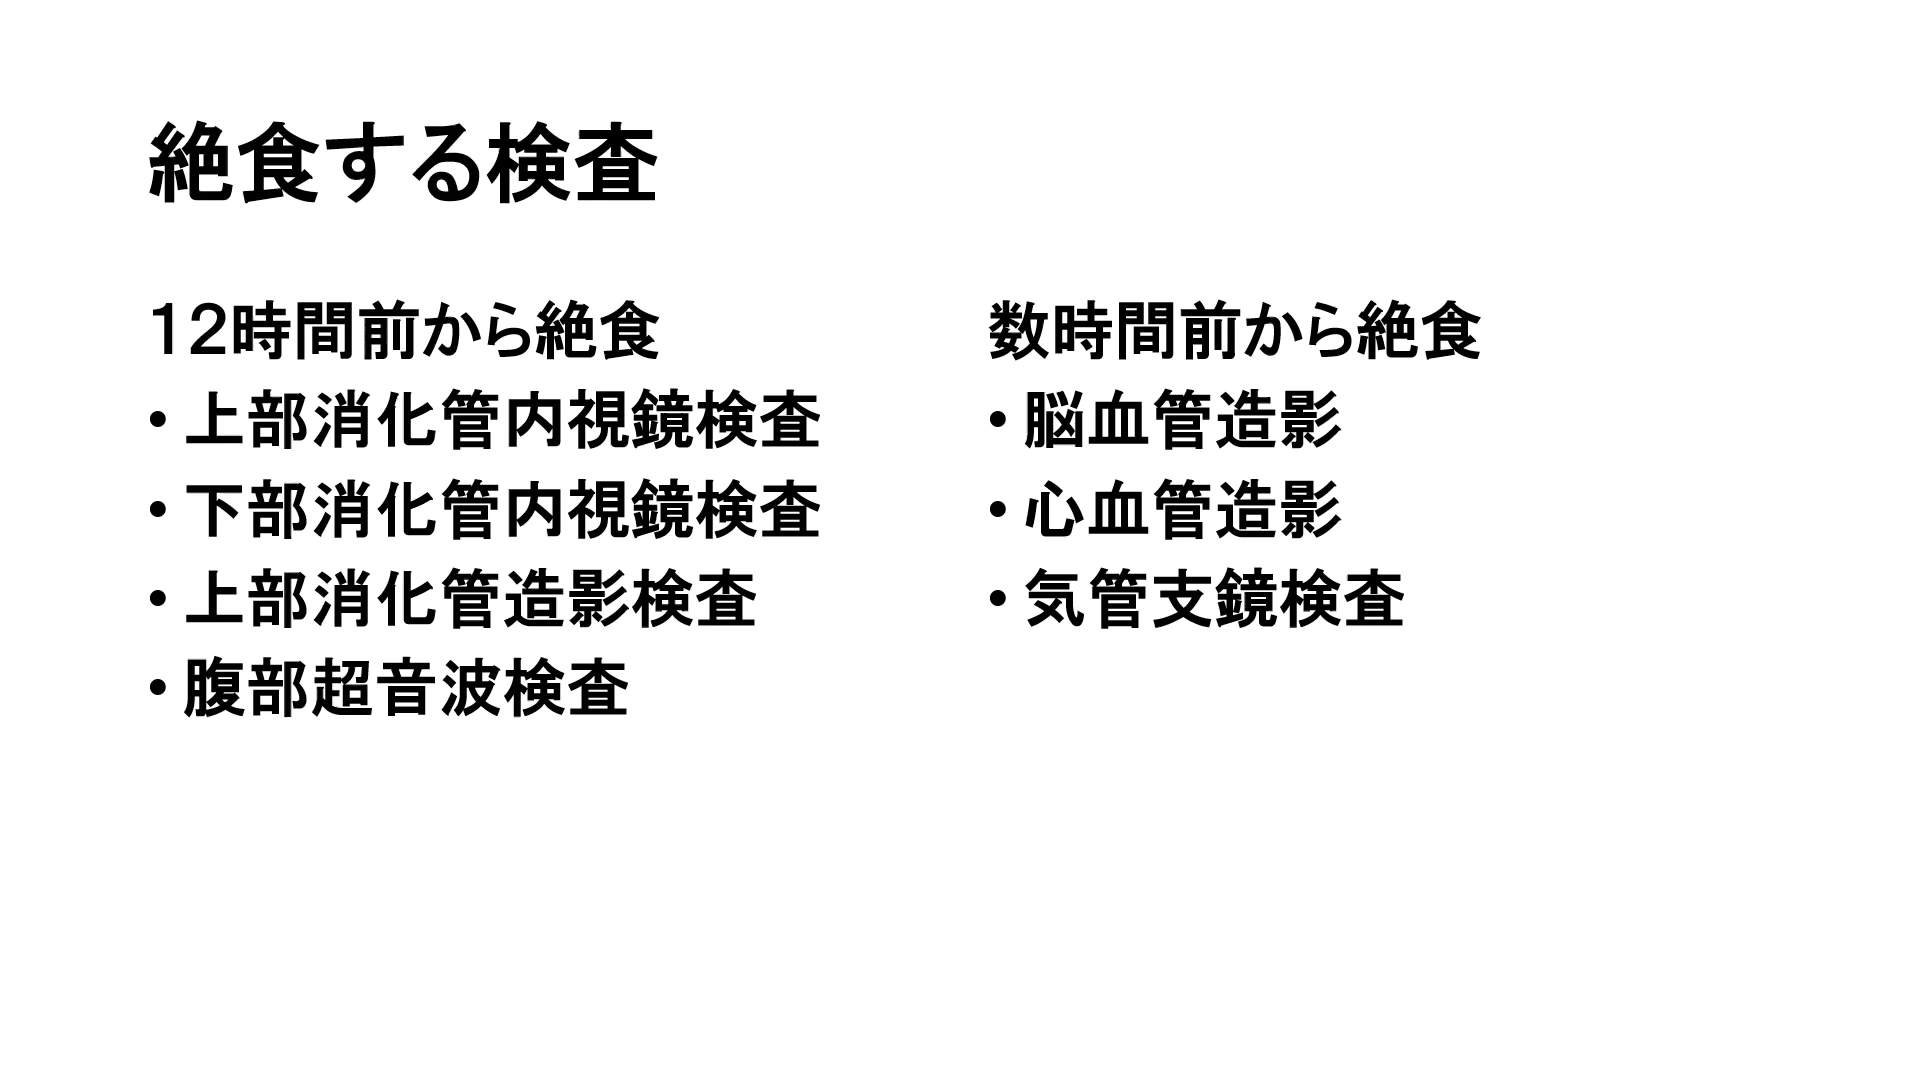 絶食する検査
12時間前から絶食
• 上部消化管内視鏡検査
• 下部消化管内視鏡検査
• 上部消化管造影検査
• 腹部超音波検査
数時間前から絶食
• 脳血管造影
• 心血管造影
• 気管支鏡検査